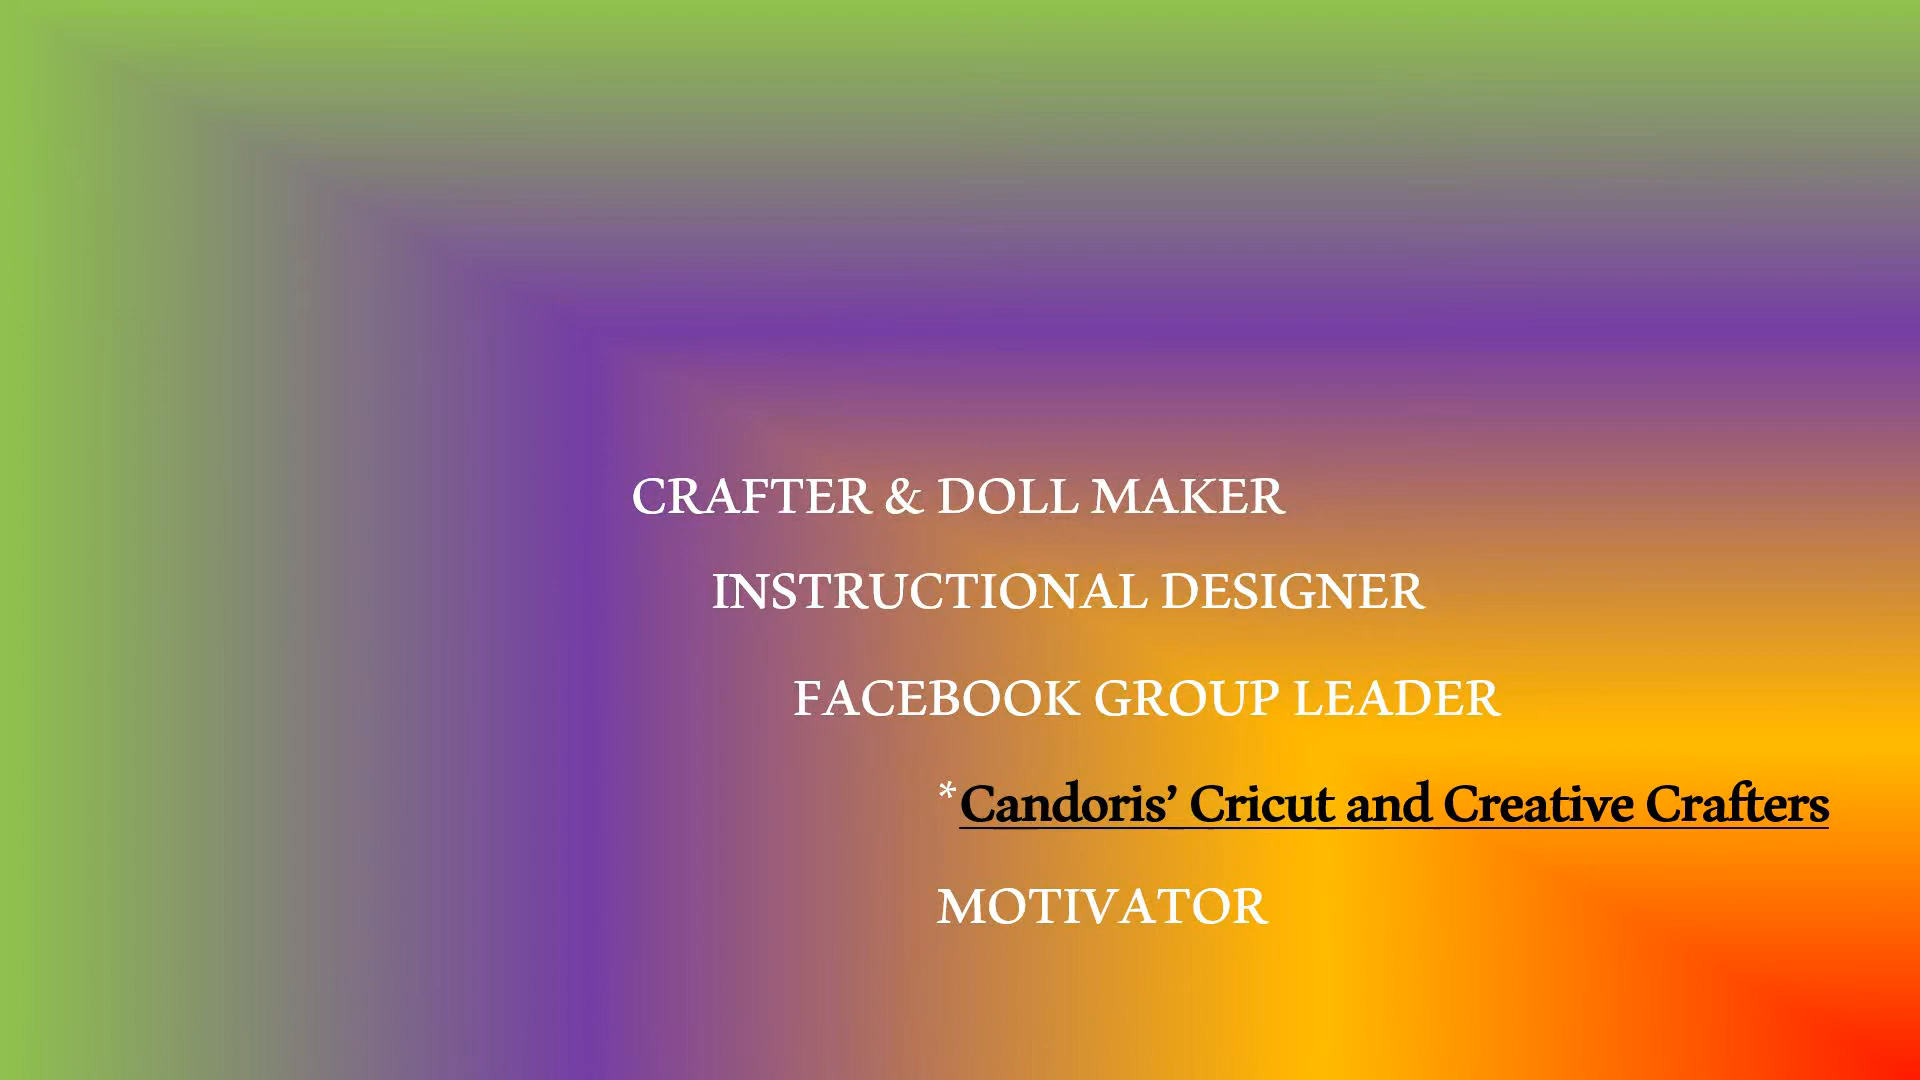 CRAFTER & DOLL MAKER
INSTRUCTIONAL DESIGNER
FACEBOOK GROUP LEADER
*Candoris’ Cricut and Creative Crafters
MOTIVATOR